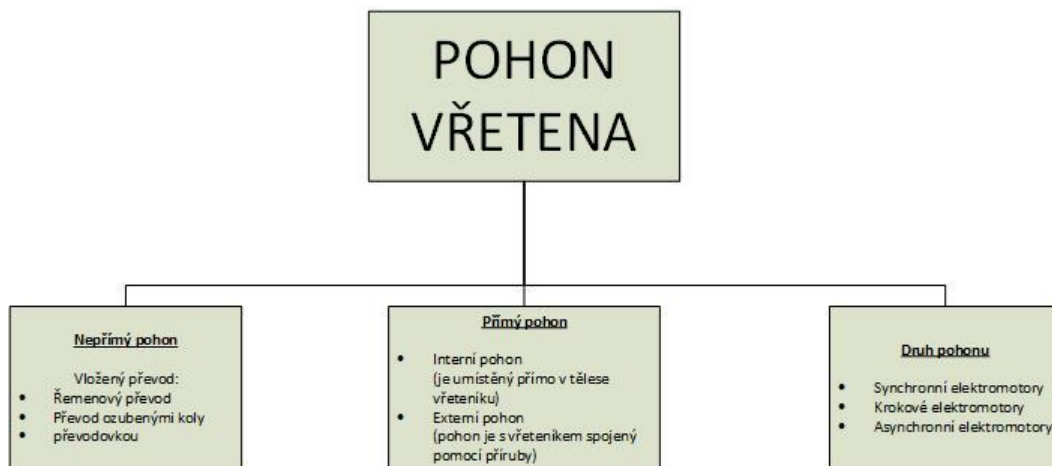 POHON
VŘETENA
Nepřímý pohon
Vložený převod:
• Řemenový převod
• Převod ozubenými koly
• převodovkou
Přímý pohon
• Interní pohon
(je umístěný přímo v tělese
vřeteníku)
• Externí pohon
(pohon je s vřeteníkem spojený
pomocí příruby)
Druh pohonu
• Synchronní elektromotory
• Krokové elektromotory
• Asynchronní elektromotory